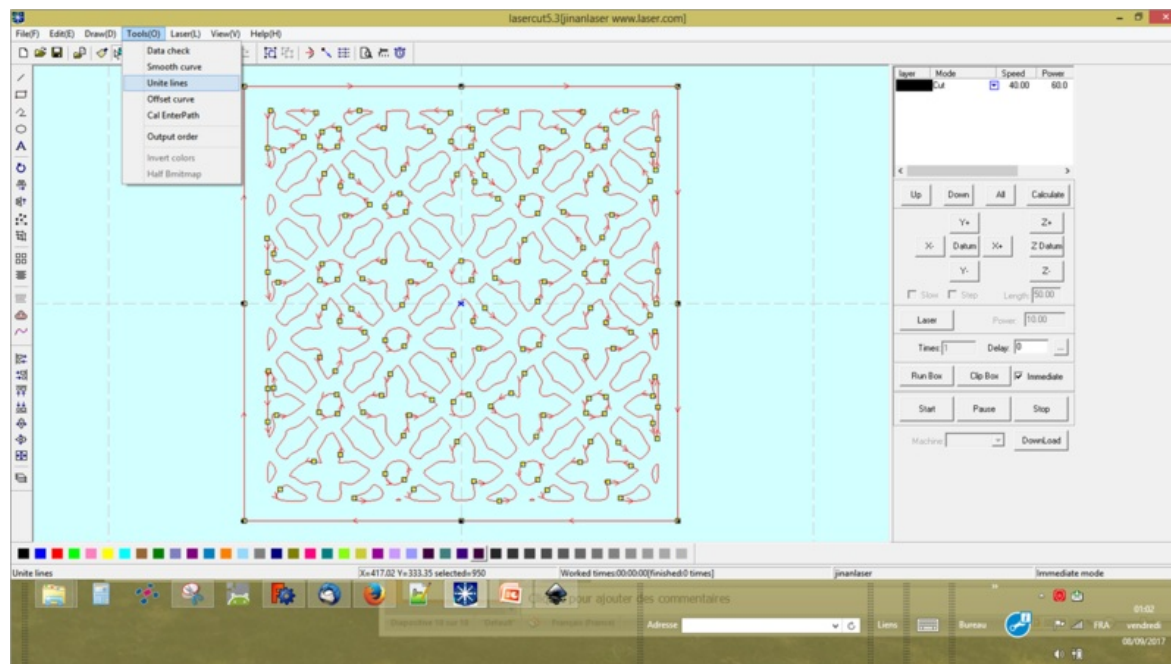 lasercut5.3[jinanlaser www.laser.com]
File(F) Edit(E) Draw(D) Tools(O) Laser(L) View(V) Help(H)
Data check
Smooth curve
Unite lines
Offset curve
Cal EnterPath
Output order
Invert colors
Half Bmitmap
layer Mode Speed Power
Cut 40.00 60.0
Up Down All Calculate
Y+ Z+
X- Datum X+ Z Datum
Y- Z-
Slow Step Length: 50.00
Laser Power: 10.00
Times: 1 Delay: 0 ...
Run Box Clip Box Immediate
Start Pause Stop
Machine: DownLoad
Unite lines X=417.02 Y=333.35 selected=950 Worked times:00:00:00[finished:0 times] jinanlaser Immediate mode
pour ajouter des commentaires
Français (France)
Adresse Liens Bureau FRA
01:02
vendredi
08/09/2017